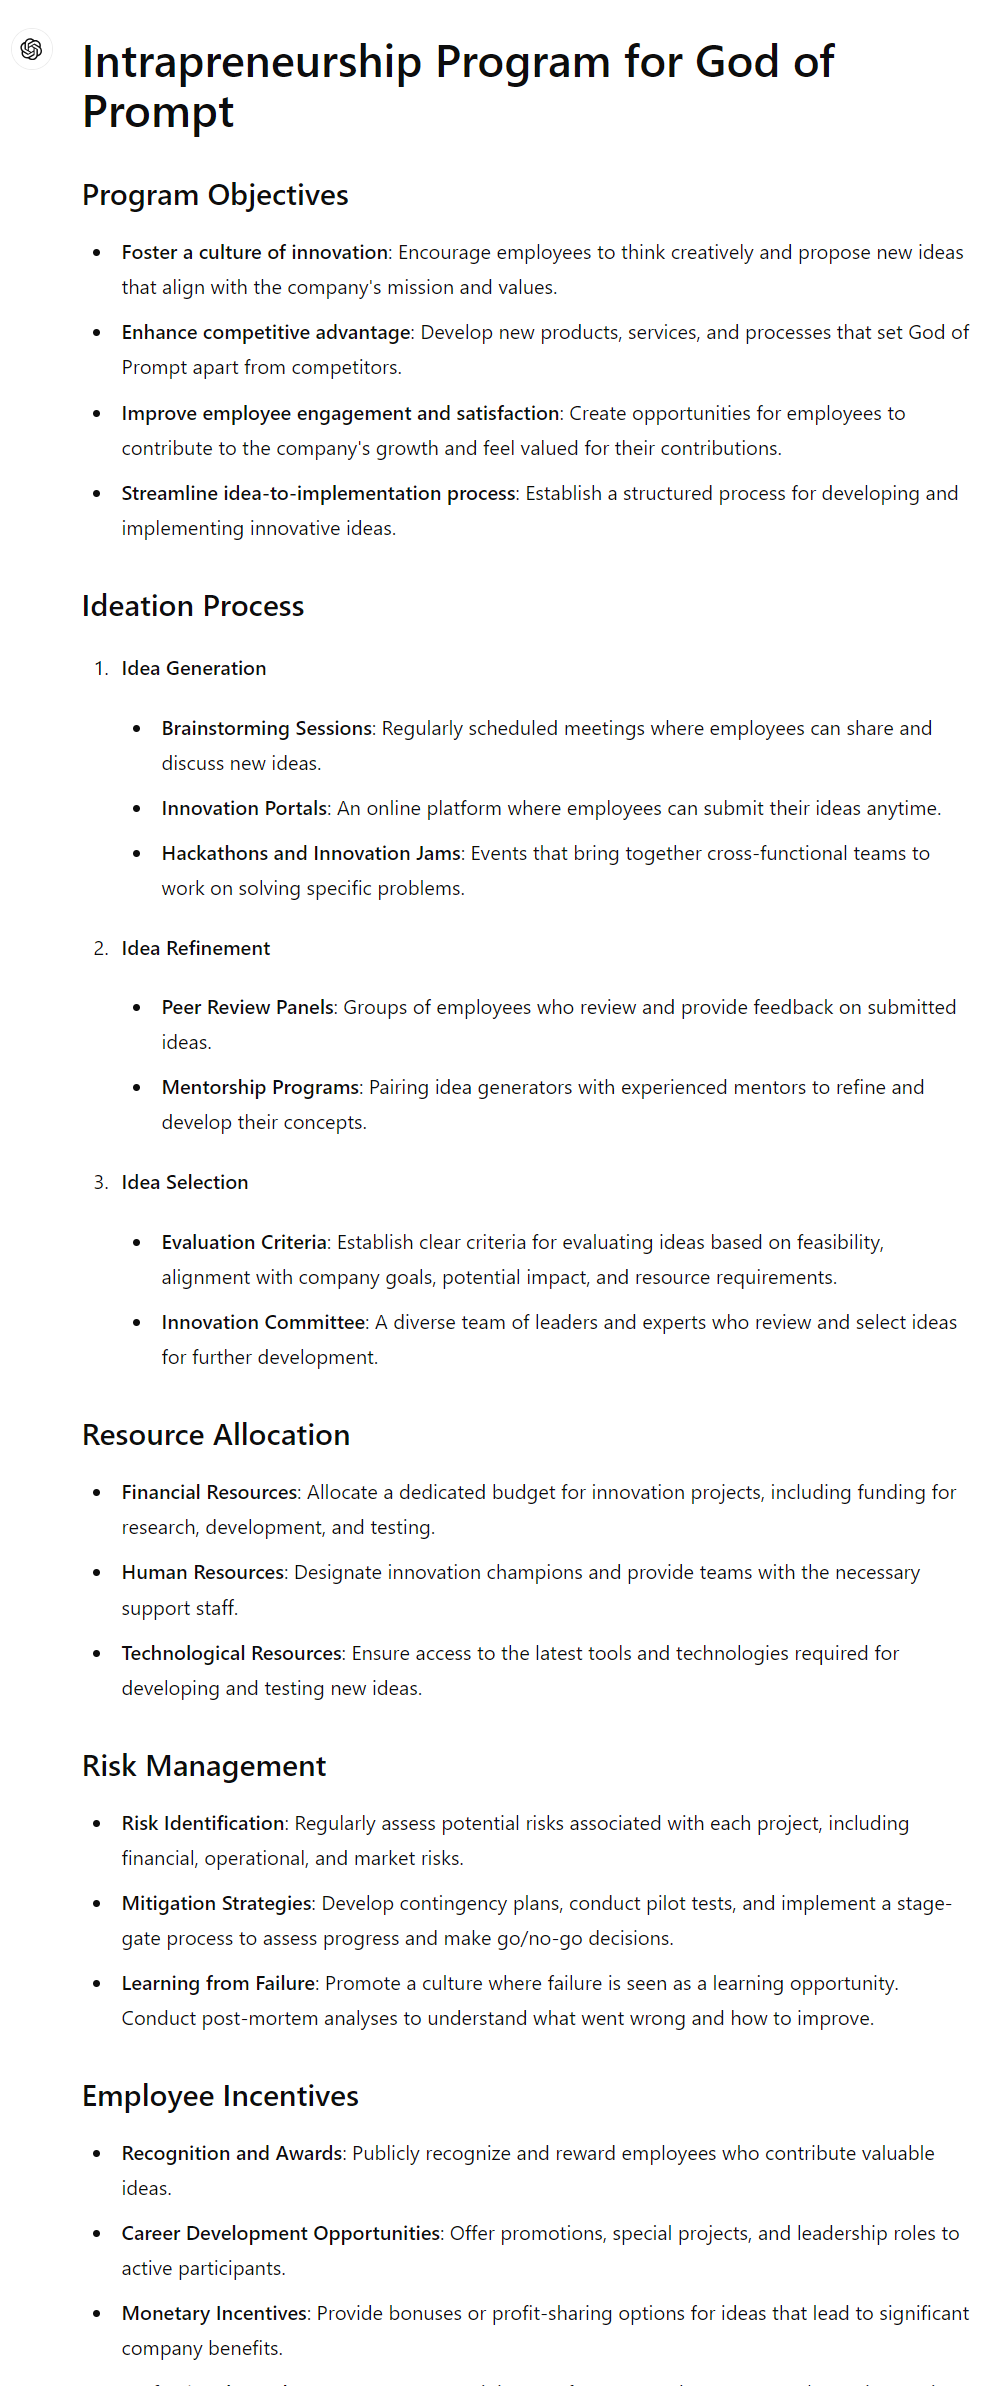 Intrapreneurship Program for God of
Prompt
Program Objectives
• Foster a culture of innovation: Encourage employees to think creatively and propose new ideas
that align with the company's mission and values.
• Enhance competitive advantage: Develop new products, services, and processes that set God of
Prompt apart from competitors.
• Improve employee engagement and satisfaction: Create opportunities for employees to
contribute to the company's growth and feel valued for their contributions.
• Streamline idea-to-implementation process: Establish a structured process for developing and
implementing innovative ideas.
Ideation Process
1. Idea Generation
• Brainstorming Sessions: Regularly scheduled meetings where employees can share and
discuss new ideas.
• Innovation Portals: An online platform where employees can submit their ideas anytime.
• Hackathons and Innovation Jams: Events that bring together cross-functional teams to
work on solving specific problems.
2. Idea Refinement
• Peer Review Panels: Groups of employees who review and provide feedback on submitted
ideas.
• Mentorship Programs: Pairing idea generators with experienced mentors to refine and
develop their concepts.
3. Idea Selection
• Evaluation Criteria: Establish clear criteria for evaluating ideas based on feasibility,
alignment with company goals, potential impact, and resource requirements.
• Innovation Committee: A diverse team of leaders and experts who review and select ideas
for further development.
Resource Allocation
• Financial Resources: Allocate a dedicated budget for innovation projects, including funding for
research, development, and testing.
• Human Resources: Designate innovation champions and provide teams with the necessary
support staff.
• Technological Resources: Ensure access to the latest tools and technologies required for
developing and testing new ideas.
Risk Management
• Risk Identification: Regularly assess potential risks associated with each project, including
financial, operational, and market risks.
• Mitigation Strategies: Develop contingency plans, conduct pilot tests, and implement a stage-
gate process to assess progress and make go/no-go decisions.
• Learning from Failure: Promote a culture where failure is seen as a learning opportunity.
Conduct post-mortem analyses to understand what went wrong and how to improve.
Employee Incentives
• Recognition and Awards: Publicly recognize and reward employees who contribute valuable
ideas.
• Career Development Opportunities: Offer promotions, special projects, and leadership roles to
active participants.
• Monetary Incentives: Provide bonuses or profit-sharing options for ideas that lead to significant
company benefits.